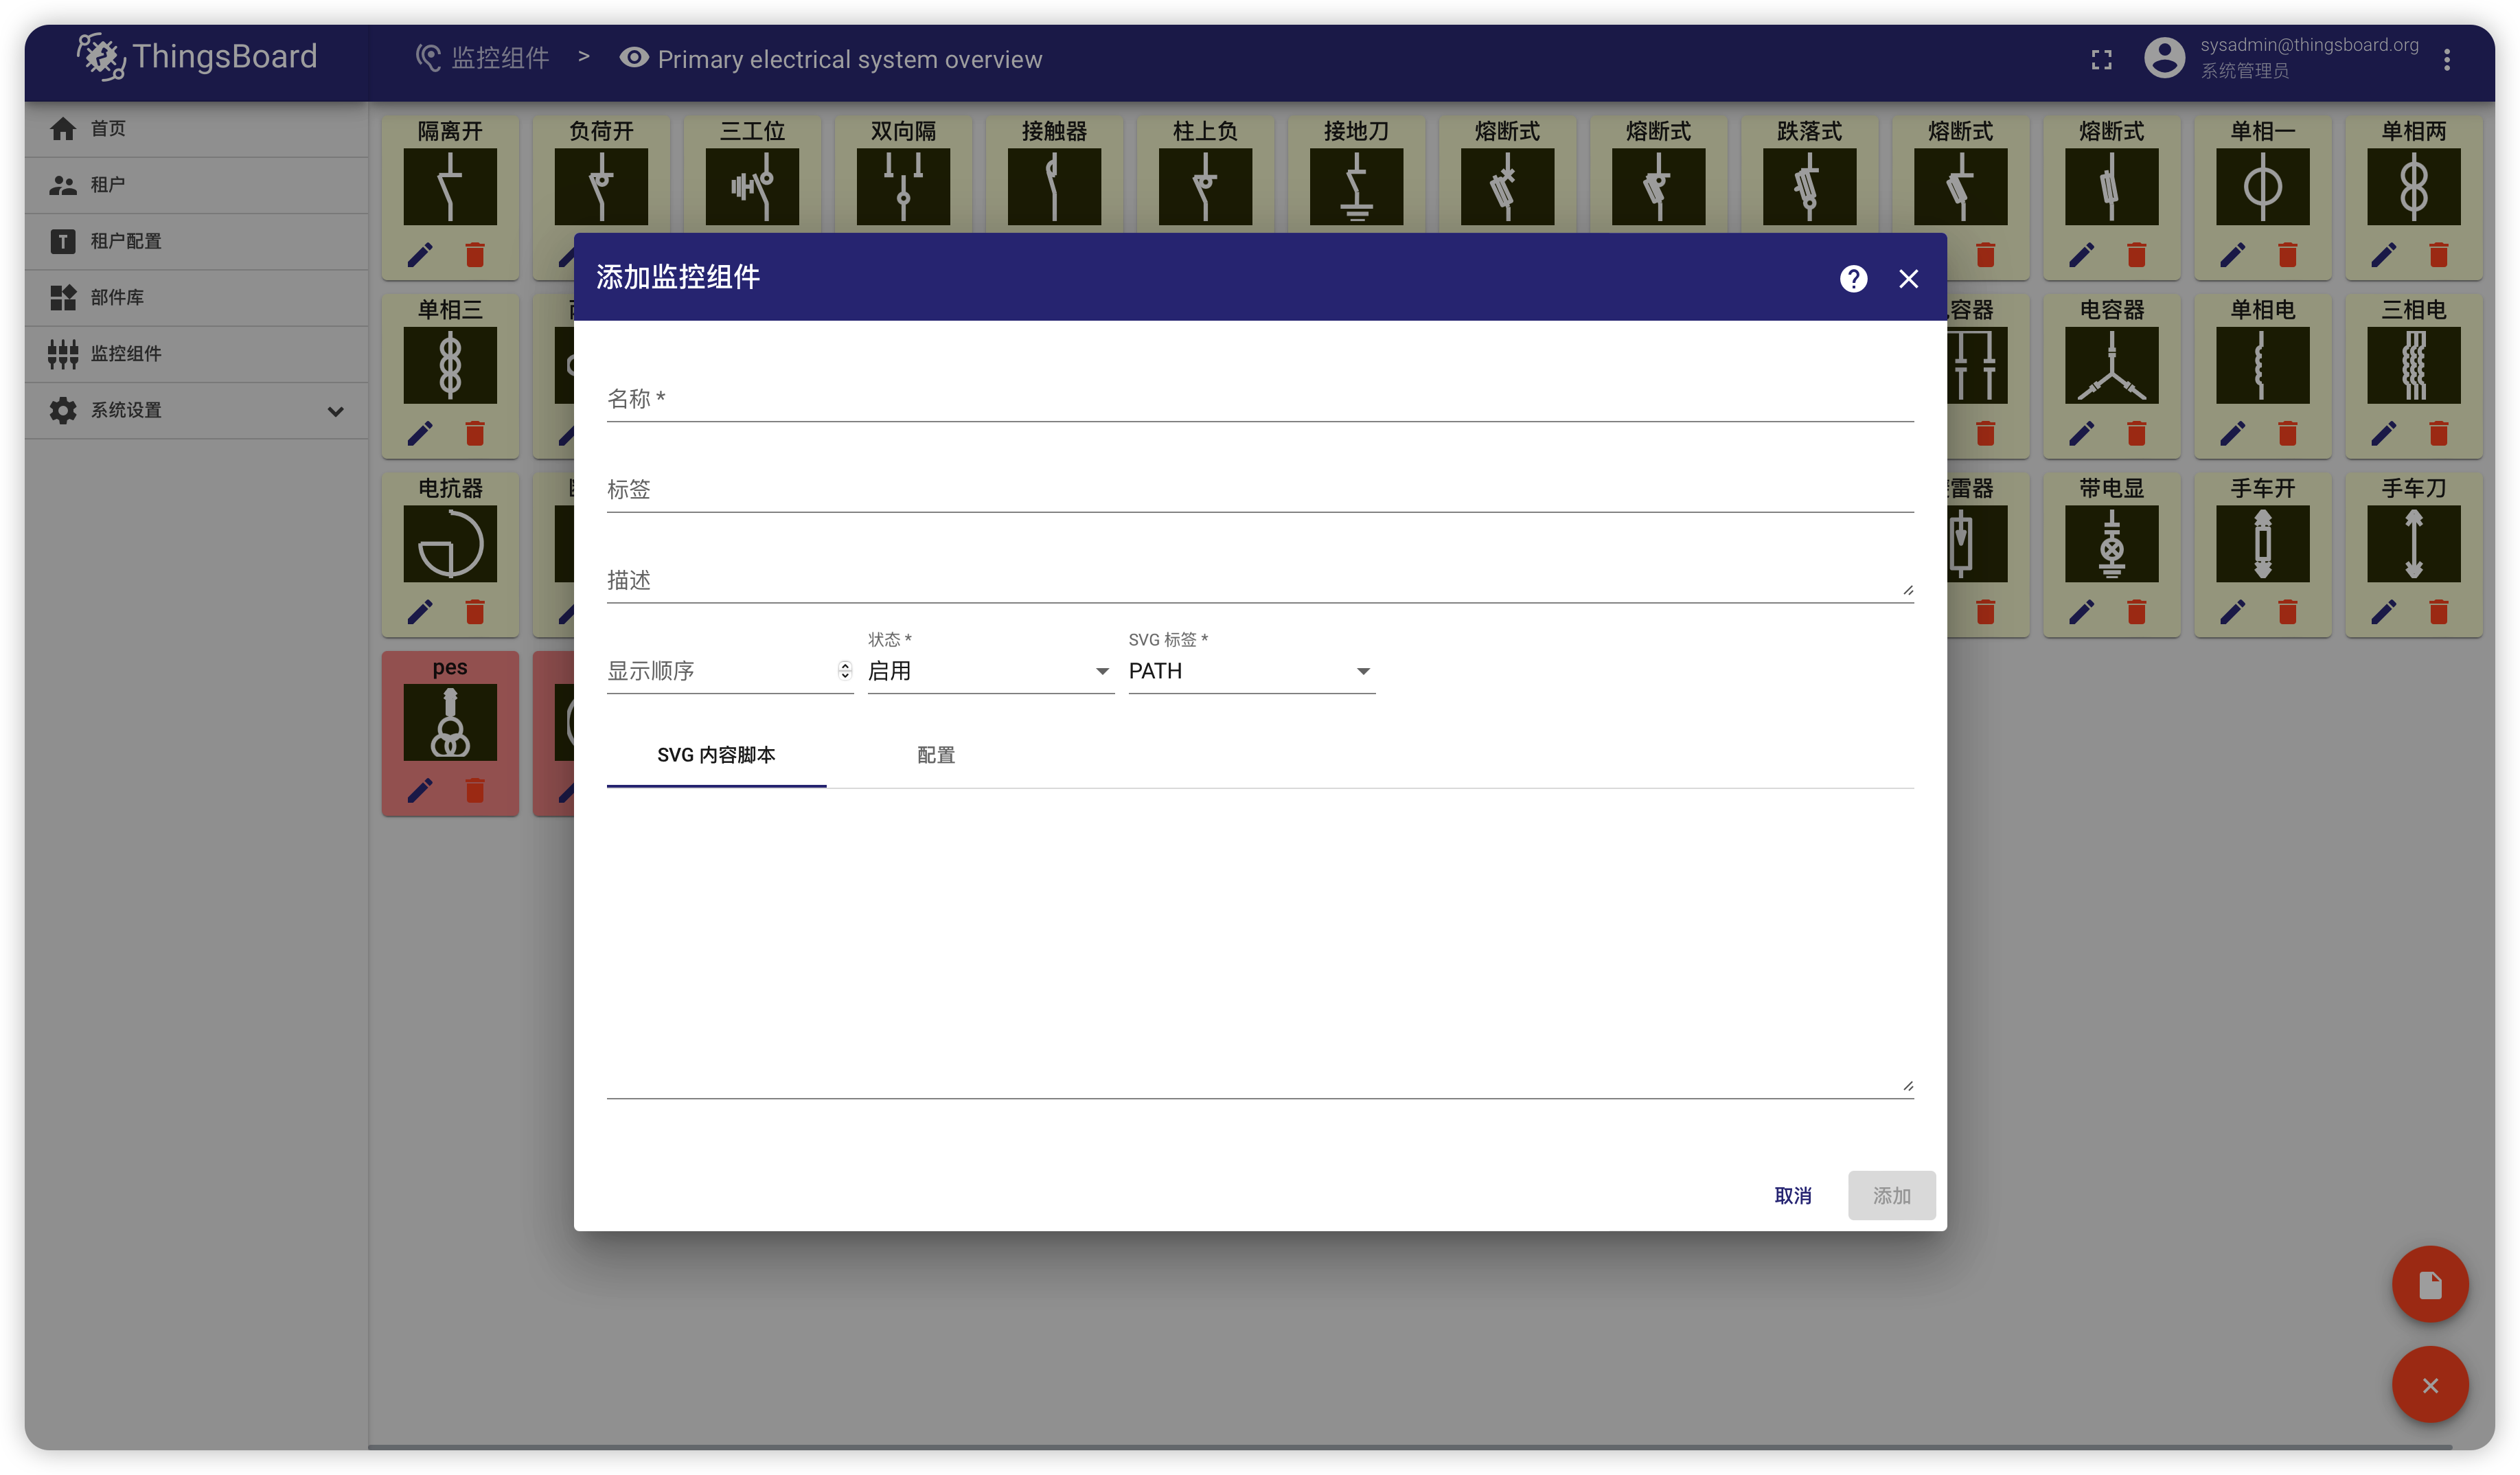 ThingsBoard
监控组件 > Primary electrical system overview
sysadmin@thingsboard.org
系统管理员
首页
租户
租户配置
部件库
监控组件
系统设置
隔离开 负荷开 三工位 双向隔 接触器 柱上负 接地刀 熔断式 熔断式 跌落式 熔断式 熔断式 单相一 单相两
单相三 容器 电容器 单相电 三相电
电抗器 雷器 带电显 手车开 手车刀
pes
添加监控组件
名称 *
标签
描述
显示顺序
状态 *
启用
SVG 标签 *
PATH
SVG 内容脚本 配置
取消 添加